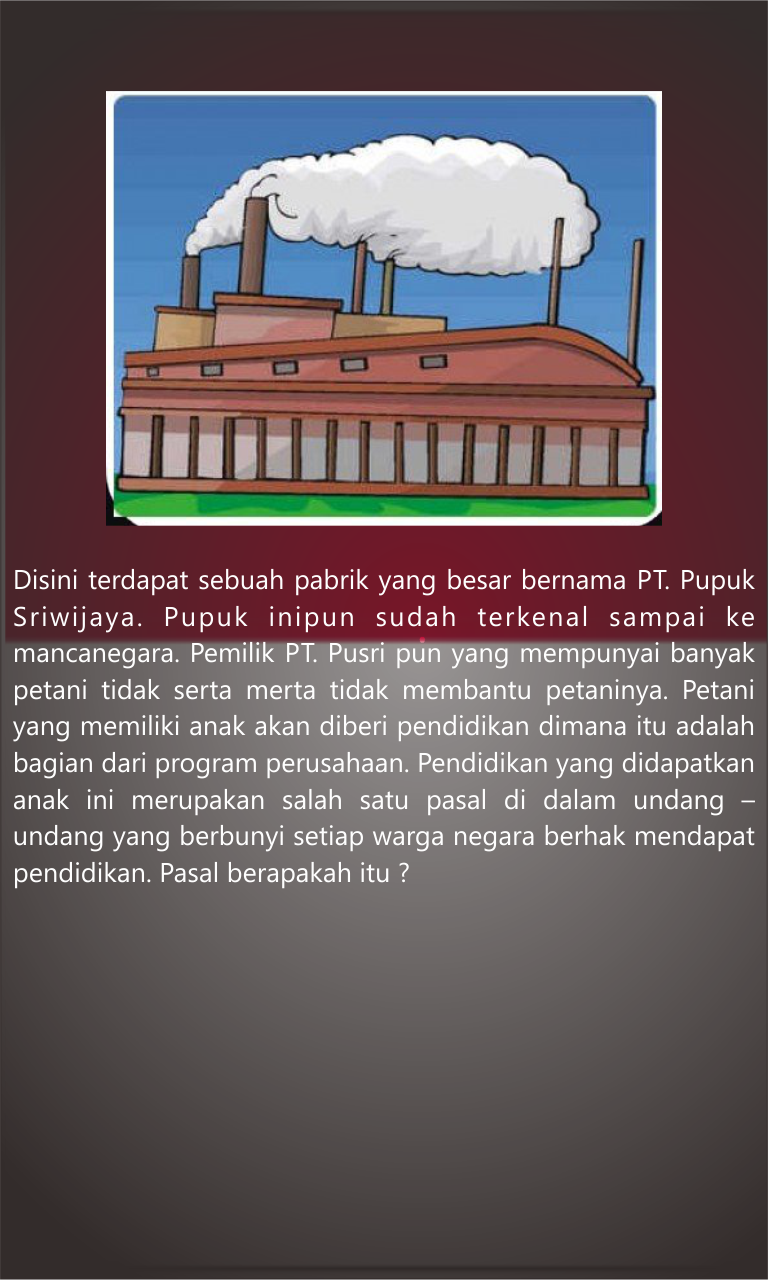 Disini terdapat sebuah pabrik yang besar bernama PT. Pupuk
Sriwijaya. Pupuk inipun sudah terkenal sampai ke
mancanegara. Pemilik PT. Pusri pun yang mempunyai banyak
petani tidak serta merta tidak membantu petaninya. Petani
yang memiliki anak akan diberi pendidikan dimana itu adalah
bagian dari program perusahaan. Pendidikan yang didapatkan
anak ini merupakan salah satu pasal di dalam undang –
undang yang berbunyi setiap warga negara berhak mendapat
pendidikan. Pasal berapakah itu ?